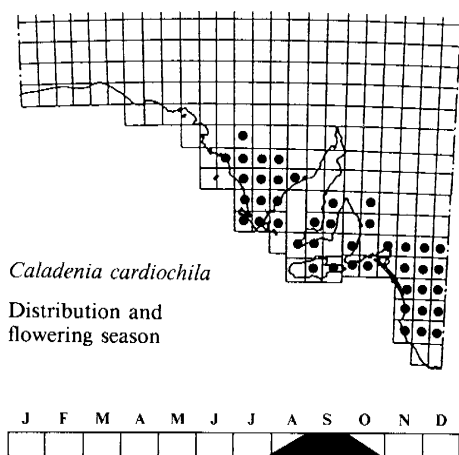 Caladenia cardiochila
Distribution and
flowering season
J F M A M J J A S O N D